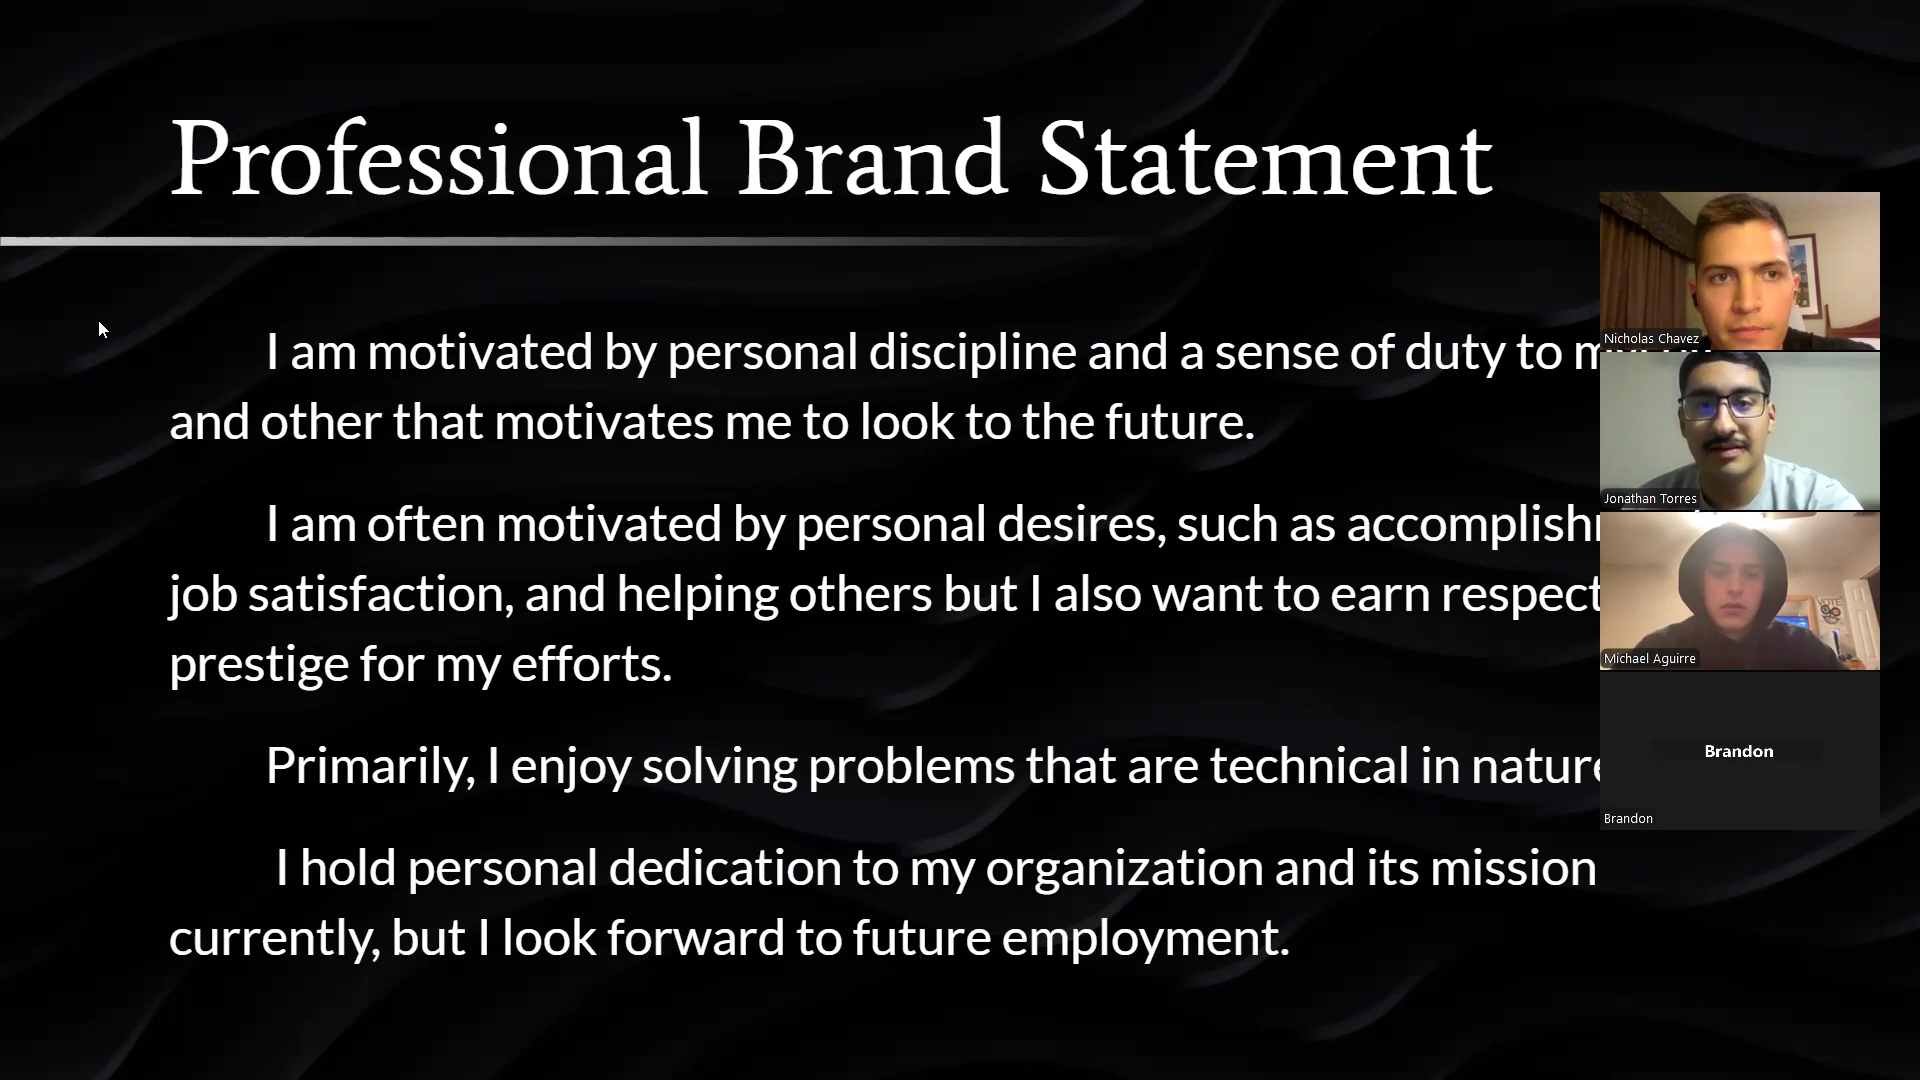 Professional Brand Statement
I am motivated by personal discipline and a sense of duty to
and other that motivates me to look to the future.
I am often motivated by personal desires, such as
job satisfaction, and helping others but I also want to earn respect
prestige for my efforts.
Primarily, I enjoy solving problems that are technical in nature
I hold personal dedication to my organization and its mission
currently, but I look forward to future employment.
Nicholas Chavez
Jonathan Torres
VOTE
Michael Aguirre
Brandon
Brandon